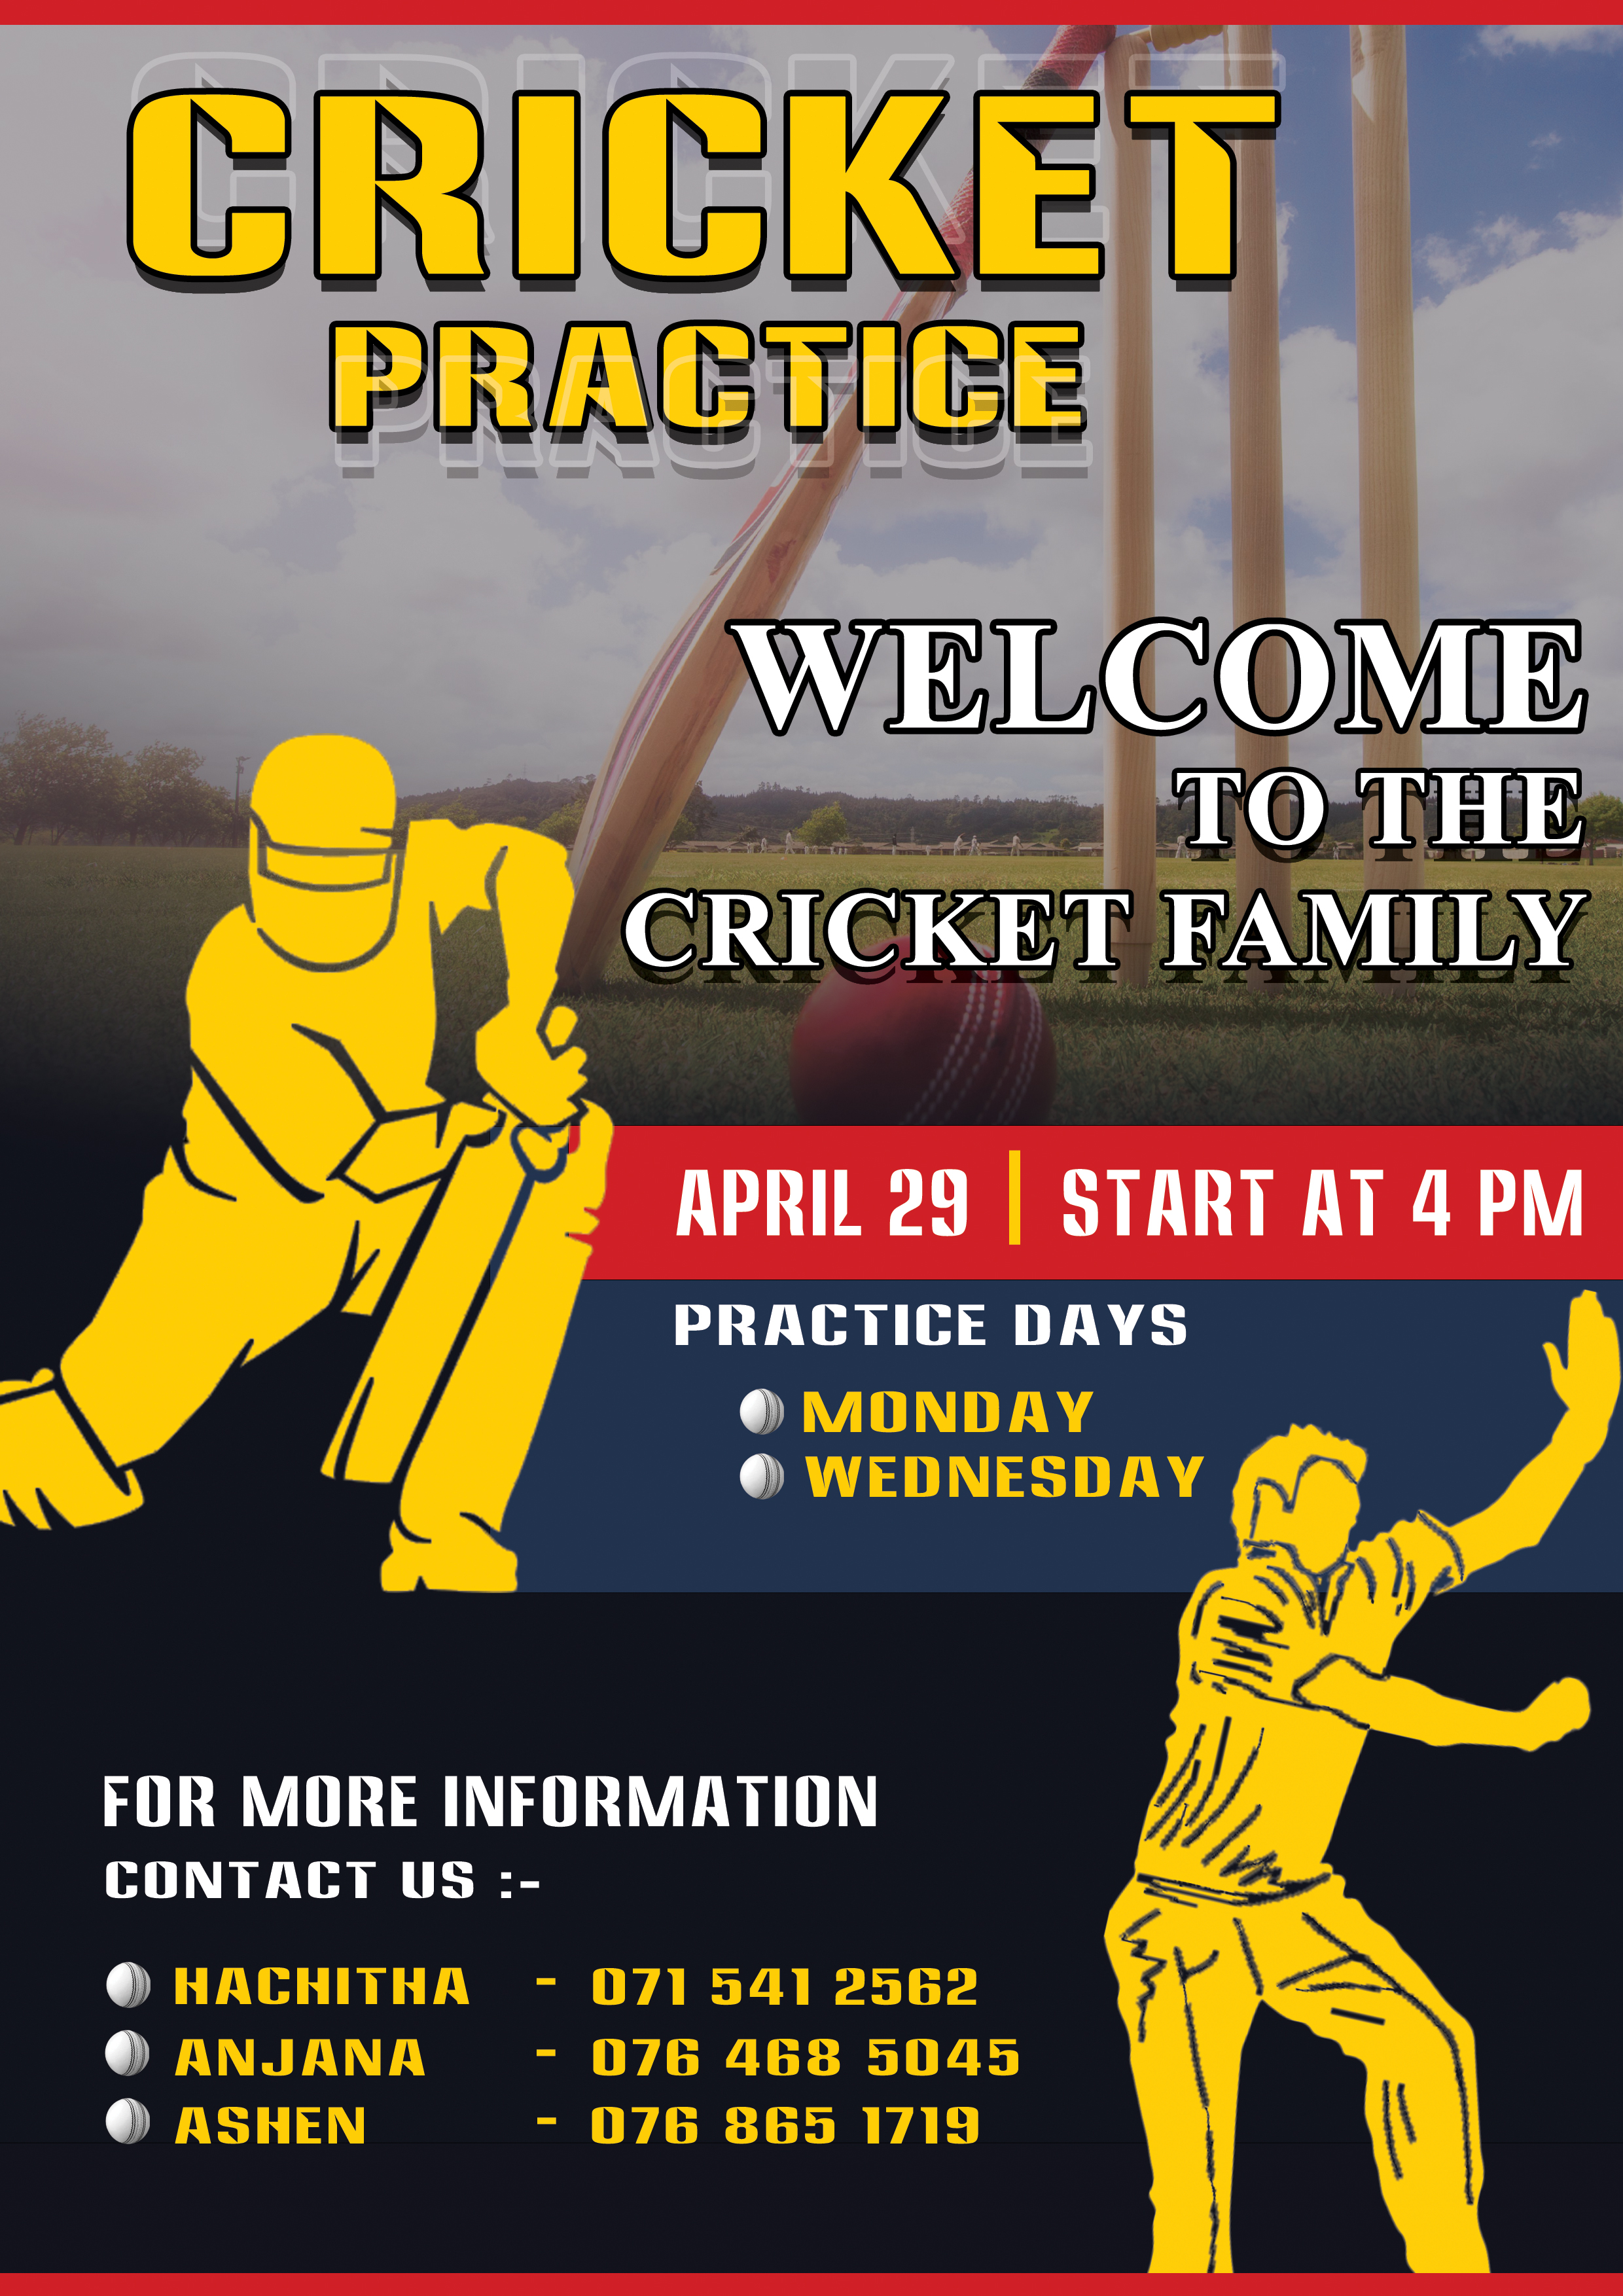 CRICKET
PRACTICE
WELCOME
TO THE
CRICKET FAMILY
APRIL 29 | START AT 4 PM
PRACTICE DAYS
MONDAY
WEDNESDAY
FOR MORE INFORMATION
CONTACT US :-
HACHITHA - 071 541 2562
ANJANA - 076 468 5045
ASHEN - 076 865 1719